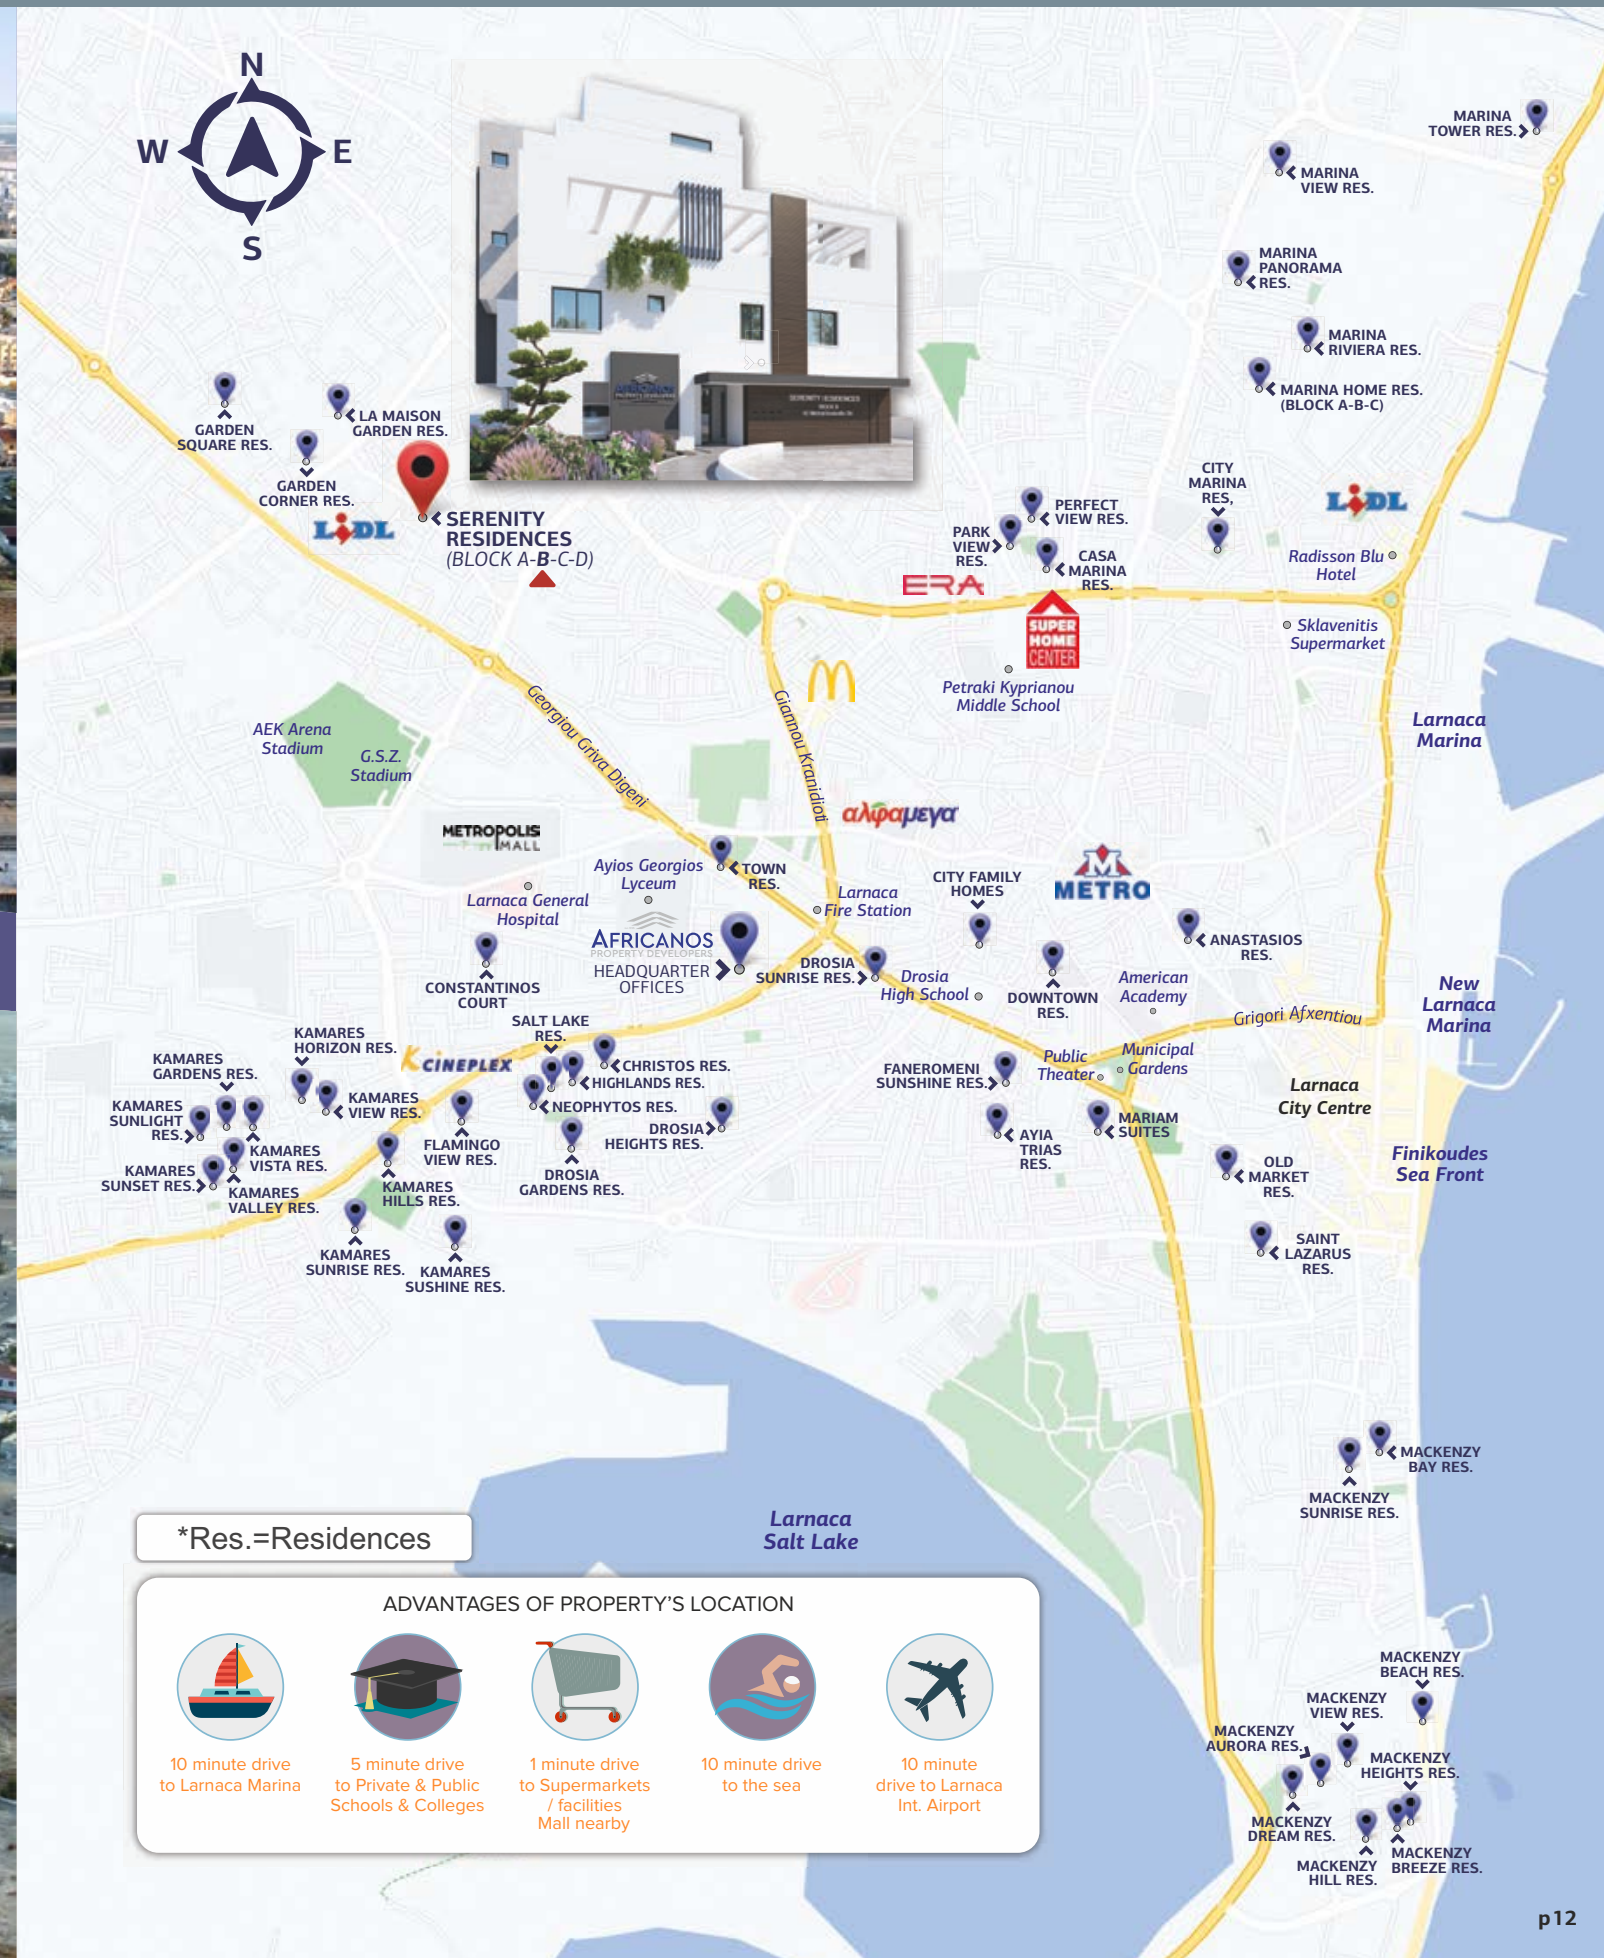 N
W
E
S
MARINA
TOWER RES.
MARINA
VIEW RES.
MARINA
PANORAMA
RES.
MARINA
RIVIERA RES.
MARINA HOME RES.
(BLOCK A-B-C)
GARDEN
SQUARE RES.
LA MAISON
GARDEN RES.
GARDEN
CORNER RES.
LiDL
SERENITY
RESIDENCES
(BLOCK A-B-C-D)
AFRICANOS
SERENITY RESIDENCES
PERFECT
VIEW RES.
PARK
VIEW
RES.
CASA
MARINA
RES.
CITY
MARINA
RES,
LiDL
Radisson Blu
Hotel
ERA
SUPER
HOME
CENTER
Sklavenitis
Supermarket
Petraki Kyprianou
Middle School
Larnaca
Marina
AEK Arena
Stadium
G.S.Z.
Stadium
Georgiou Griva Digeni
Giannou Kranidioti
αλφαμεγα
METROPOLIS
MALL
Ayios Georgios
Lyceum
TOWN
RES.
Larnaca General
Hospital
Larnaca
Fire Station
CITY FAMILY
HOMES
METRO
AFRICANOS
PROPERTY DEVELOPERS
HEADQUARTER
OFFICES
CONSTANTINOS
COURT
DROSIA
SUNRISE RES.
Drosia
High School
DOWNTOWN
RES.
American
Academy
ANASTASIOS
RES.
New
Larnaca
Marina
Grigori Afxentiou
SALT LAKE
RES.
KAMARES
HORIZON RES.
KCINEPLEX
CHRISTOS RES.
HIGHLANDS RES.
NEOPHYTOS RES.
KAMARES
GARDENS RES.
KAMARES
VIEW RES.
KAMARES
SUNLIGHT
RES.
KAMARES
VISTA RES.
KAMARES
SUNSET RES.
KAMARES
VALLEY RES.
FLAMINGO
VIEW RES.
DROSIA
HEIGHTS RES.
DROSIA
GARDENS RES.
KAMARES
HILLS RES.
KAMARES
SUNRISE RES.
KAMARES
SUSHINE RES.
FANEROMENI
SUNSHINE RES.
Public
Theater
Municipal
Gardens
Larnaca
City Centre
AYIA
TRIAS
RES.
MARIAM
SUITES
Finikoudes
Sea Front
OLD
MARKET
RES.
SAINT
LAZARUS
RES.
MACKENZY
BAY RES.
MACKENZY
SUNRISE RES.
Larnaca
Salt Lake
*Res.=Residences
ADVANTAGES OF PROPERTY'S LOCATION
10 minute drive
to Larnaca Marina
5 minute drive
to Private & Public
Schools & Colleges
1 minute drive
to Supermarkets
/ facilities
Mall nearby
10 minute drive
to the sea
10 minute
drive to Larnaca
Int. Airport
MACKENZY
BEACH RES.
MACKENZY
VIEW RES.
MACKENZY
AURORA RES.
MACKENZY
HEIGHTS RES.
MACKENZY
DREAM RES.
MACKENZY
HILL RES.
MACKENZY
BREEZE RES.
p12